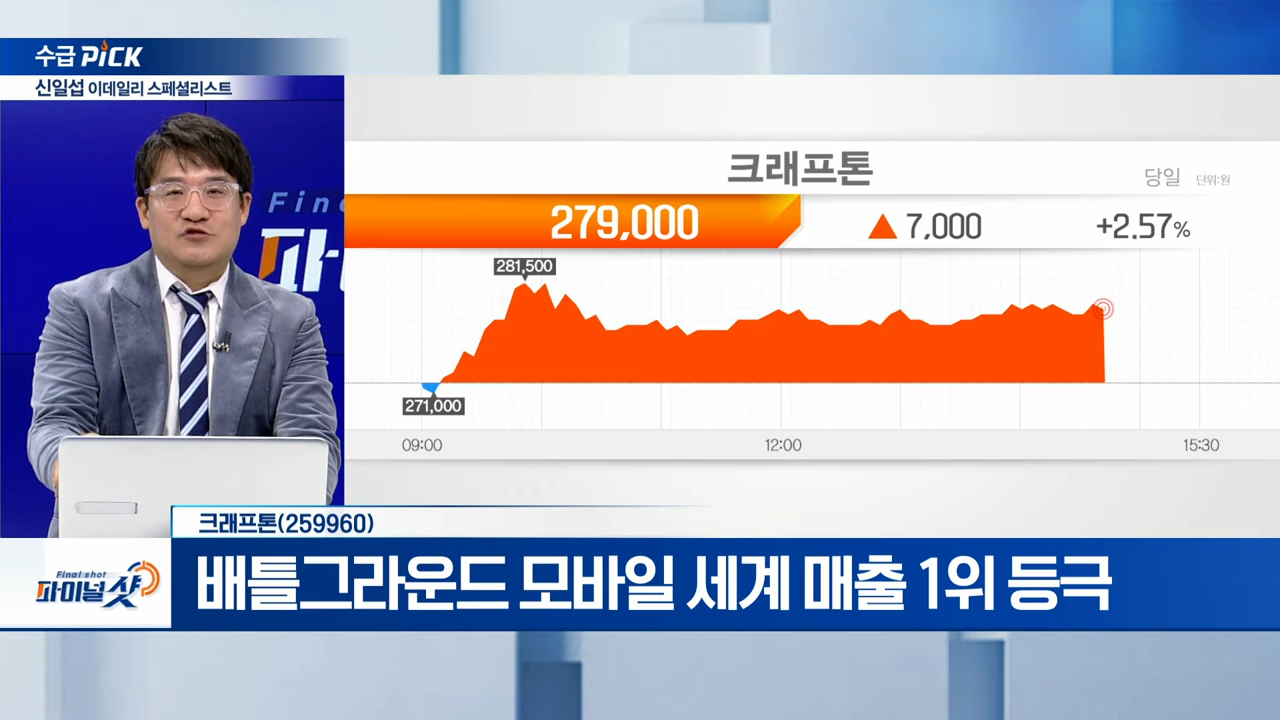 수급 PiCK
신일섭 이데일리 스페셜리스트
Fina
파이
크래프톤
당일 단위:원
279,000 ▲ 7,000 +2.57%
281,500
271,000
09:00 12:00 15:30
크래프톤(259960)
Final shot
파이널샷
배틀그라운드 모바일 세계 매출 1위 등극